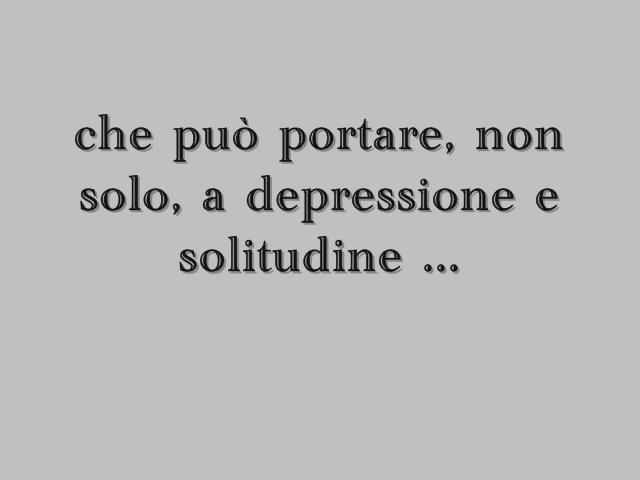 che può portare, non
solo, a depressione e
solitudine ...